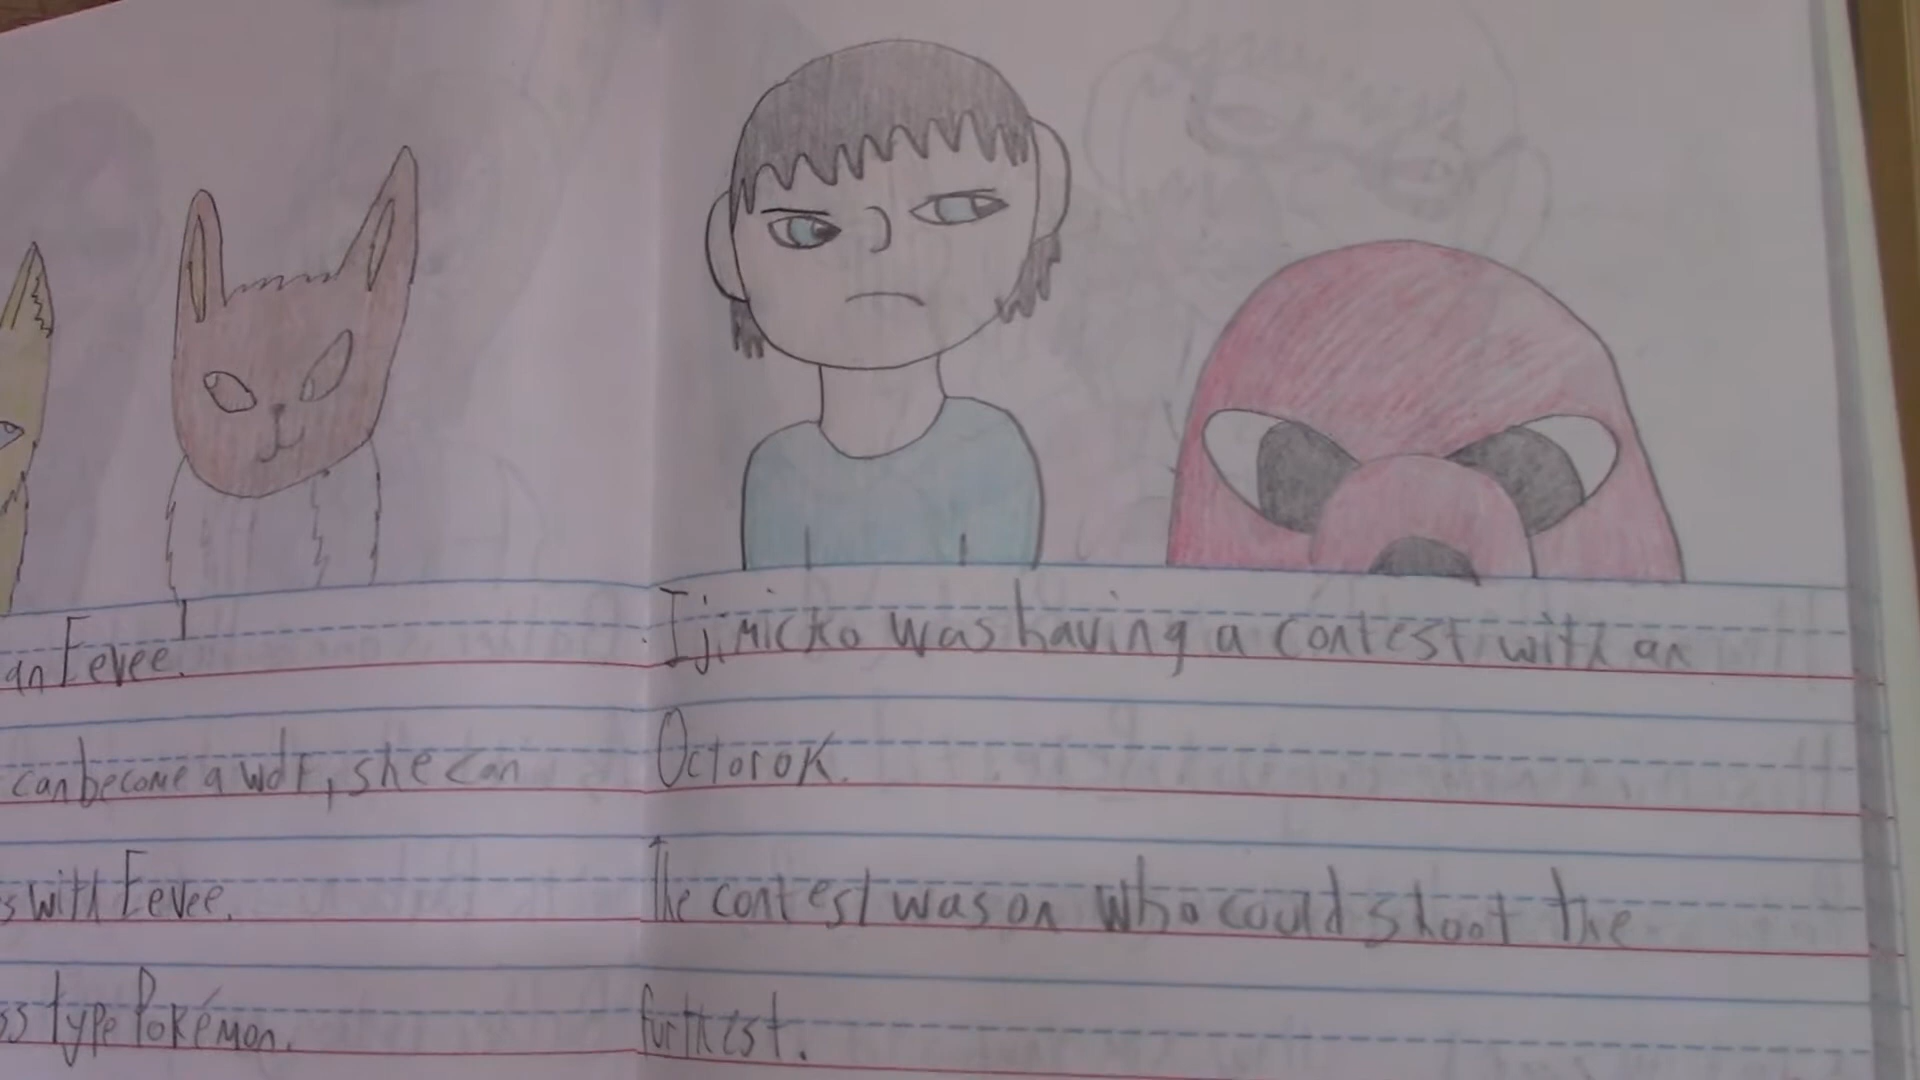 an Eevee.
can become a wolf, she can
s with Eevee.
ss type Pokémon.
Ijimicko was having a contest with an
Octorok.
The contest was on who could shoot the
furthest.